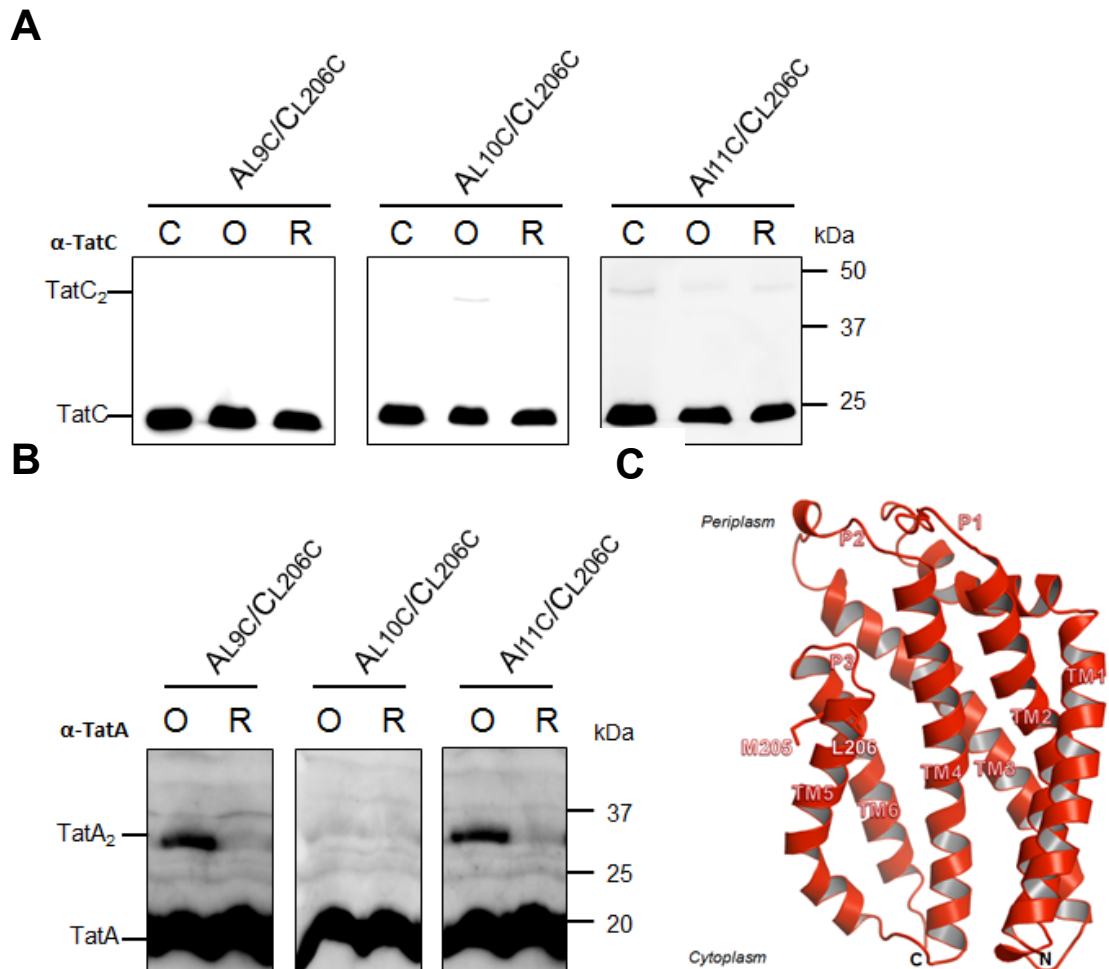 A
AL9C/CL206C
AL10C/CL206C
AI11C/CL206C
α-TatC
C O R
C O R
C O R
kDa
TatC2
50
37
TatC
25
B
AL9C/CL206C
AL10C/CL206C
AI11C/CL206C
α-TatA
O R
O R
O R
kDa
37
TatA2
25
20
TatA
C
Periplasm
P1
P2
P3
TM1
TM2
M205
L206
TM4
TM3
TM5
TM6
Cytoplasm
C
N